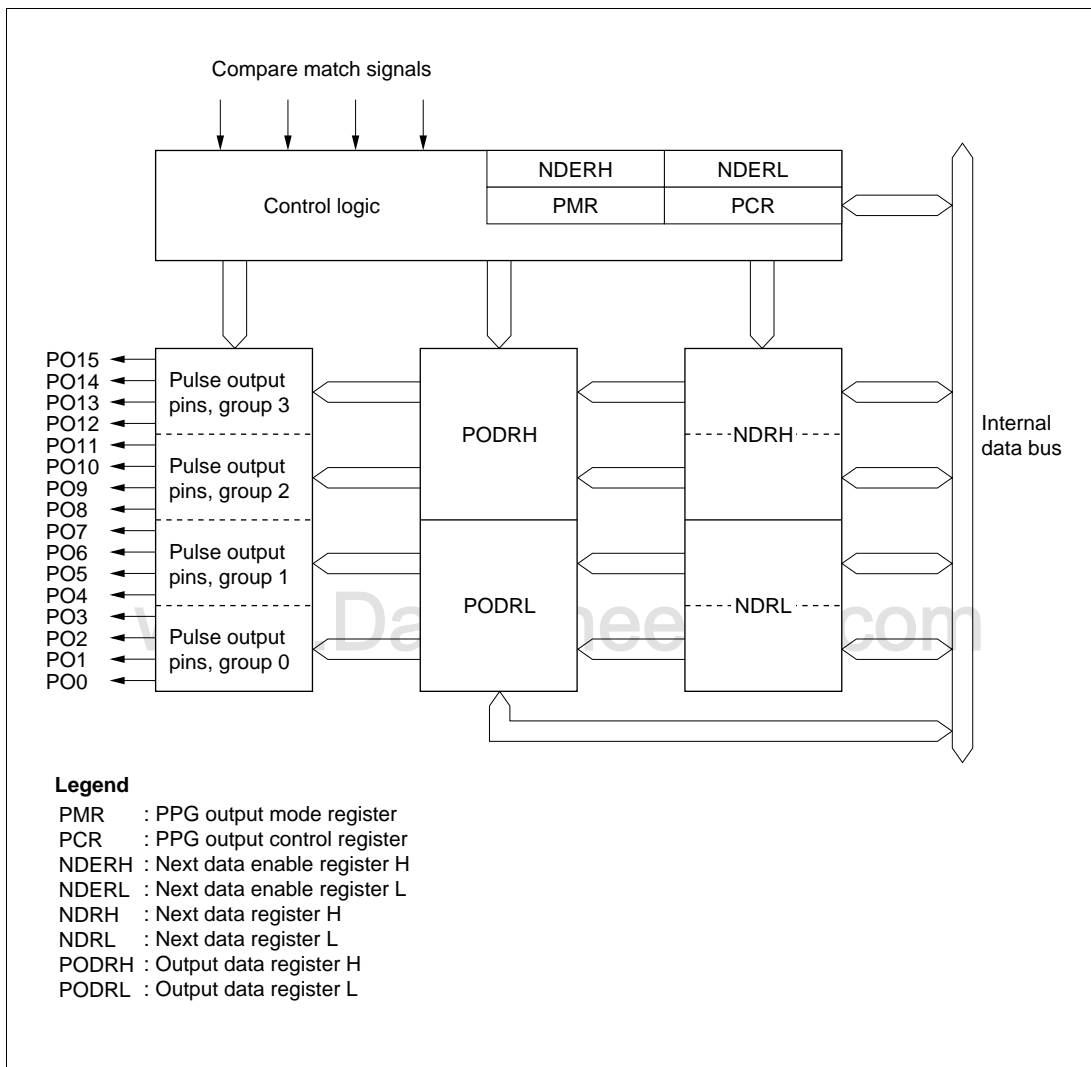 Compare match signals
NDERH NDERL
Control logic PMR PCR
PO15
PO14
PO13
PO12
PO11
PO10
PO9
PO8
PO7
PO6
PO5
PO4
PO3
PO2
PO1
PO0
Pulse output
pins, group 3
Pulse output
pins, group 2
Pulse output
pins, group 1
Pulse output
pins, group 0
PODRH
PODRL
NDRH
NDRL
Internal
data bus
Legend
PMR : PPG output mode register
PCR : PPG output control register
NDERH : Next data enable register H
NDERL : Next data enable register L
NDRH : Next data register H
NDRL : Next data register L
PODRH : Output data register H
PODRL : Output data register L